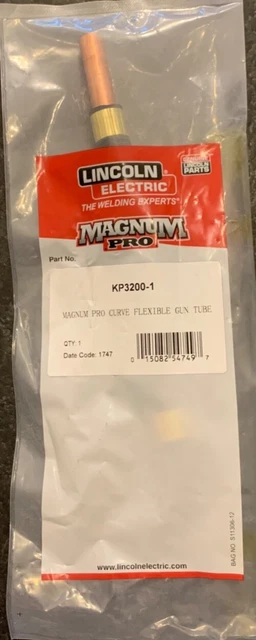 LINCOLN
ELECTRIC
THE WELDING EXPERTS®
GENUINE
LINCOLN
PARTS
MAGNUM
PRO
Part No.
KP3200-1
MAGNUM PRO CURVE FLEXIBLE GUN TUBE
QTY: 1
Date Code: 1747
0 15082 54749 7
www.lincolnelectric.com
BAG NO. S11306-12